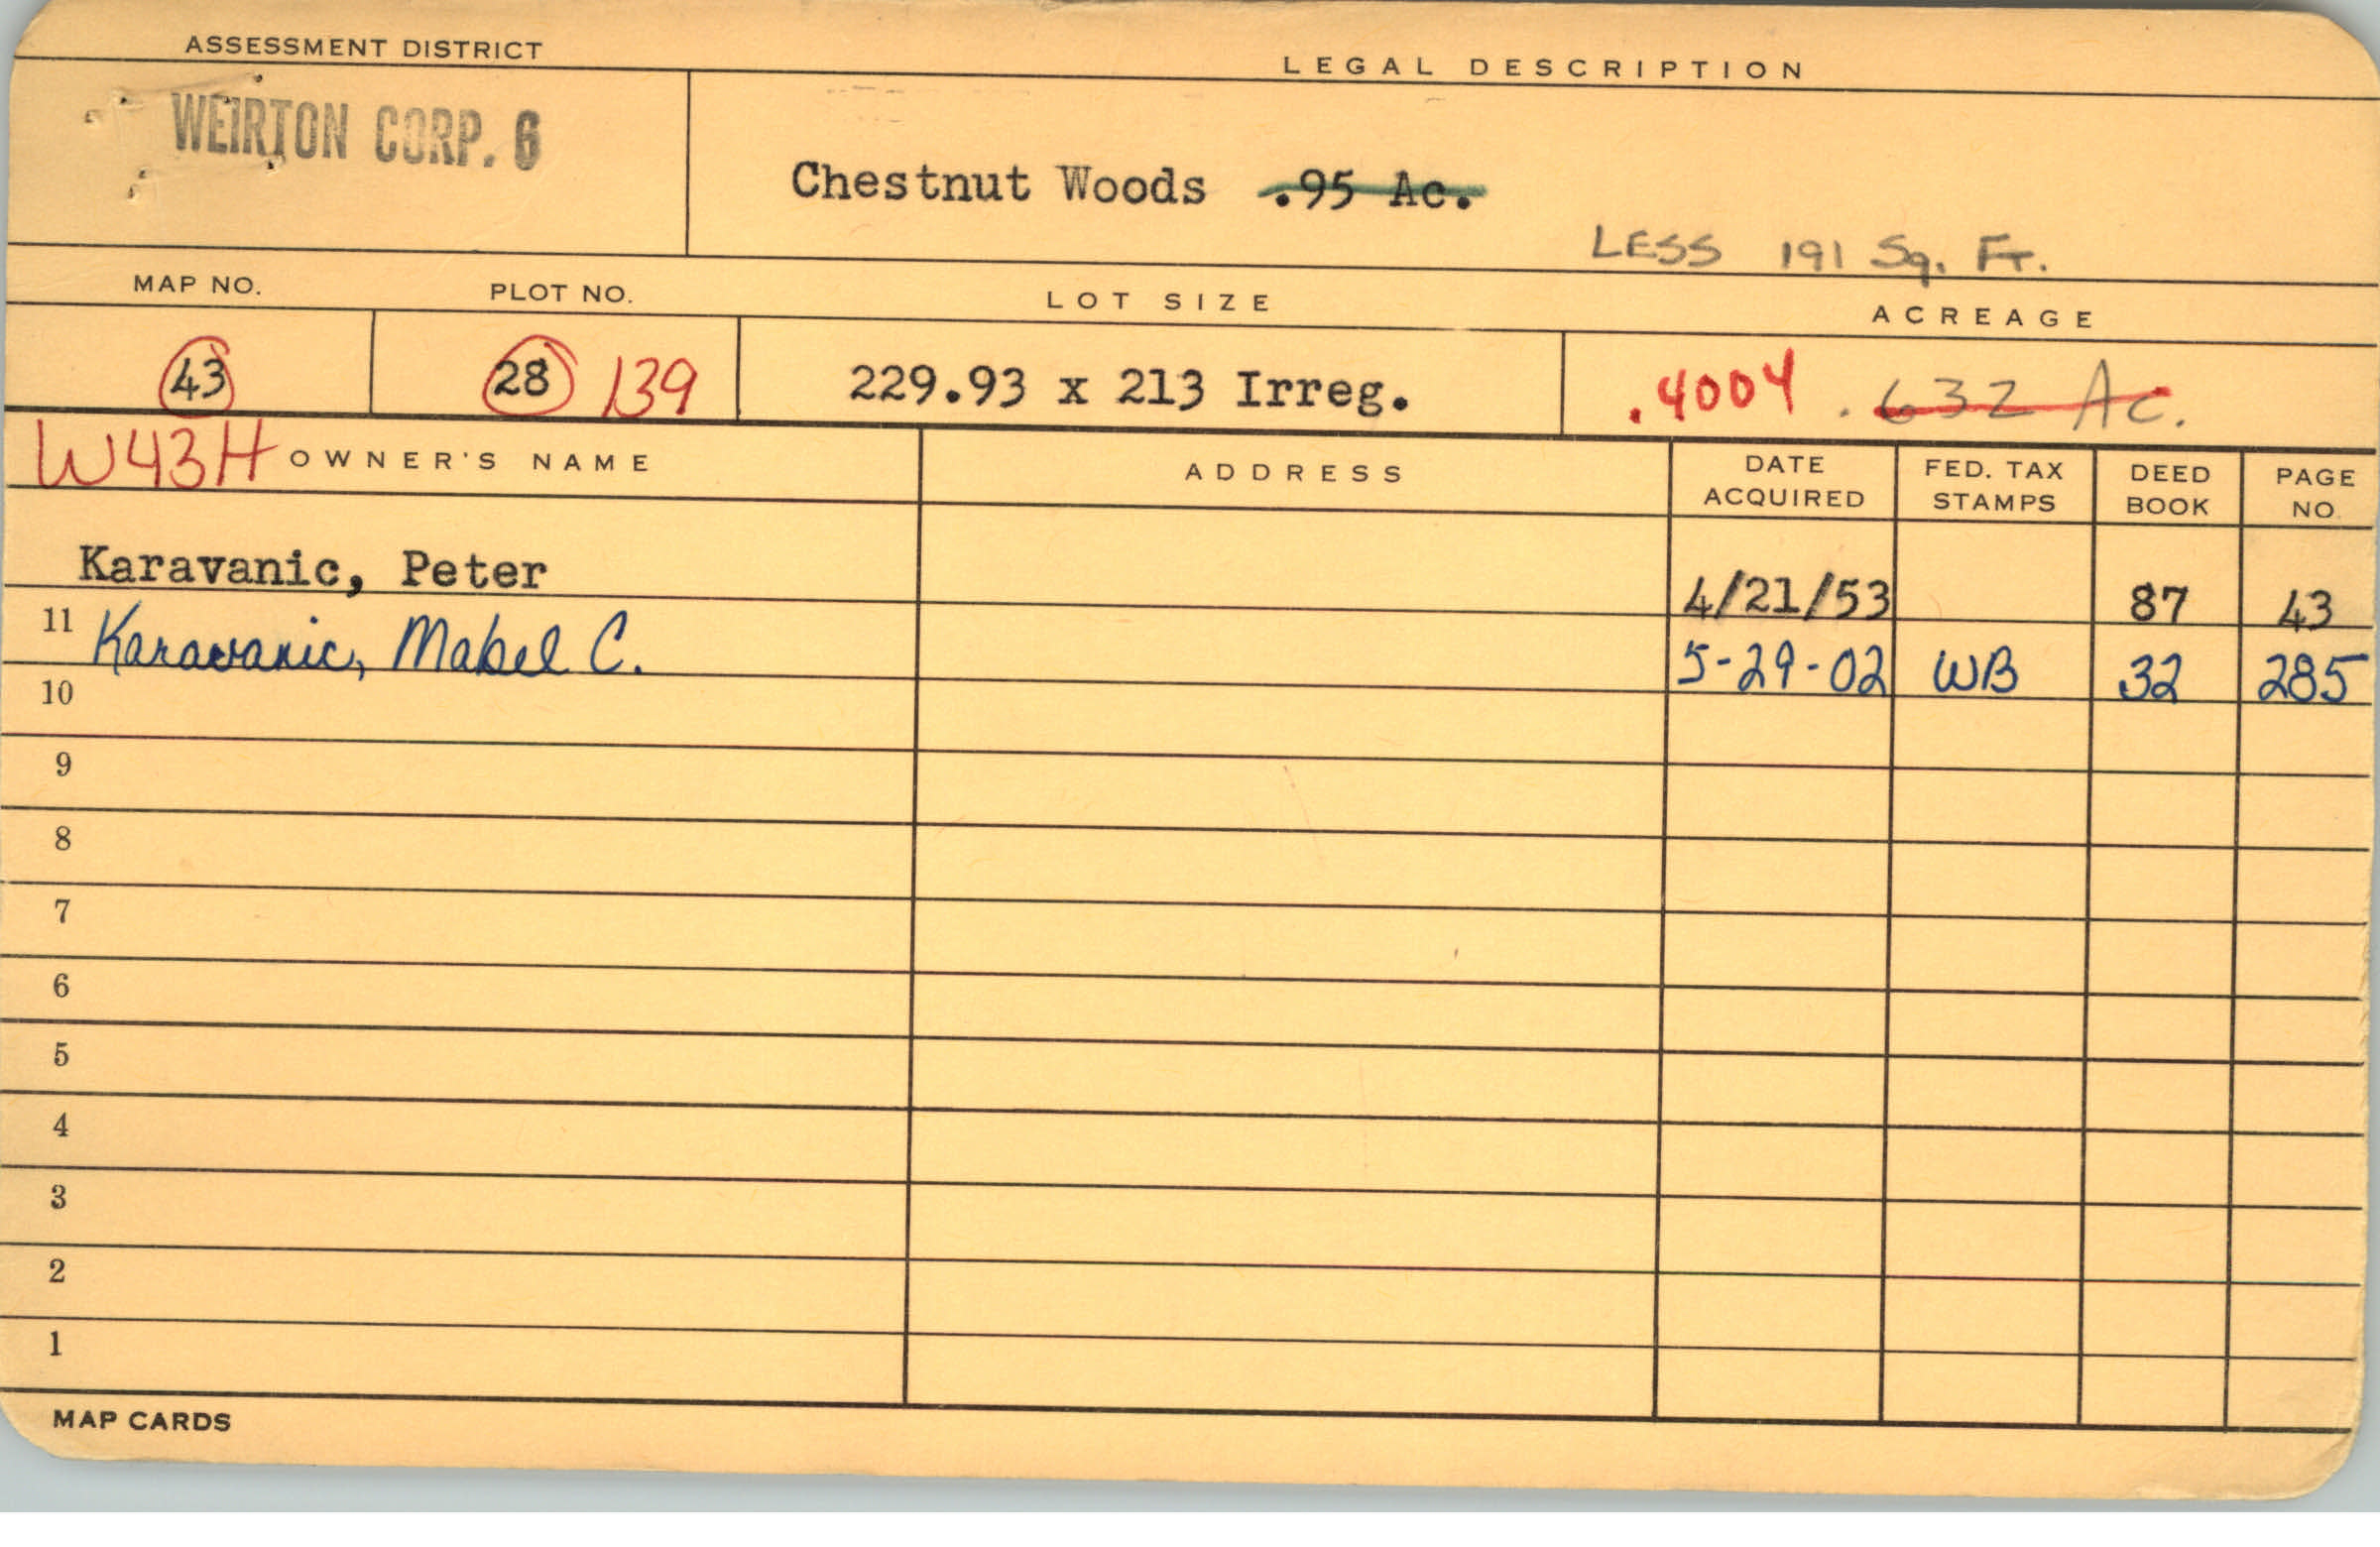 ASSESSMENT DISTRICT LEGAL DESCRIPTION
WEIRTON CORP. 6
Chestnut Woods .95 Ac.
LESS 191 Sq. Ft.
MAP NO. PLOT NO. LOT SIZE ACREAGE
43 28 139 229.93 x 213 Irreg. .4004 .632 Ac.
W43H OWNER'S NAME ADDRESS DATE ACQUIRED FED. TAX STAMPS DEED BOOK PAGE NO.
Karavanic, Peter 4/21/53 87 43
11 Karavanic, Mabel C. 5-29-02 WB 32 285
10
9
8
7
6
5
4
3
2
1
MAP CARDS